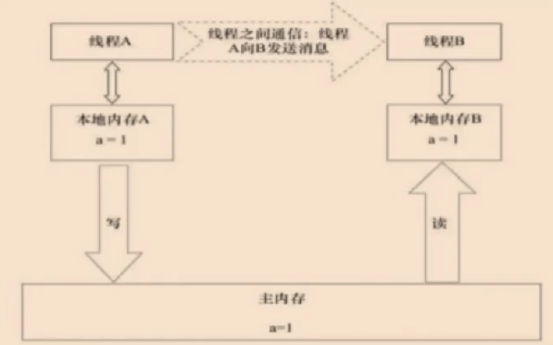 线程A
线程之间通信：线程
A向B发送消息
线程B
本地内存A
a = 1
本地内存B
a = 1
写
读
主内存
a=1